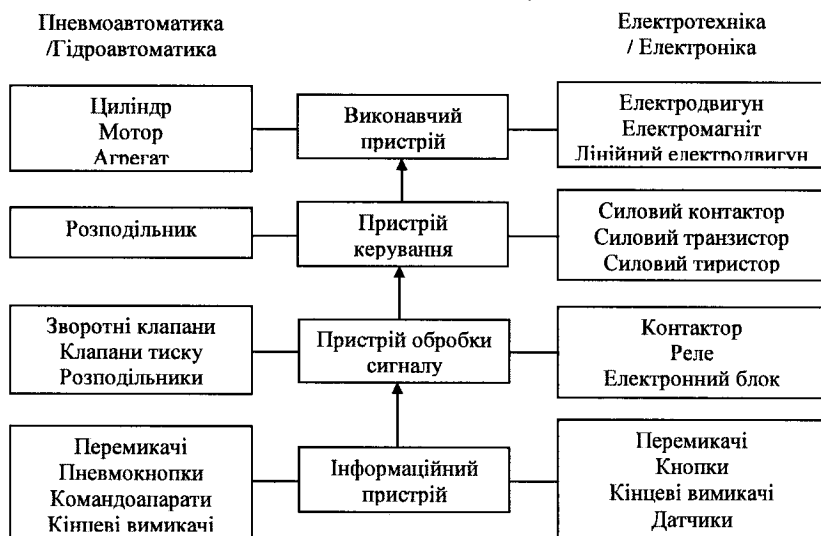 Пневмоавтоматика
/Гідроавтоматика
Електротехніка
/ Електроніка
Циліндр
Мотор
Агрегат
Виконавчий
пристрій
Електродвигун
Електромагніт
Лінійний електродвигун
Розподільник
Пристрій
керування
Силовий контактор
Силовий транзистор
Силовий тиристор
Зворотні клапани
Клапани тиску
Розподільники
Пристрій обробки
сигналу
Контактор
Реле
Електронний блок
Перемикачі
Пневмокнопки
Командоапарати
Кінцеві вимикачі
Інформаційний
пристрій
Перемикачі
Кнопки
Кінцеві вимикачі
Датчики